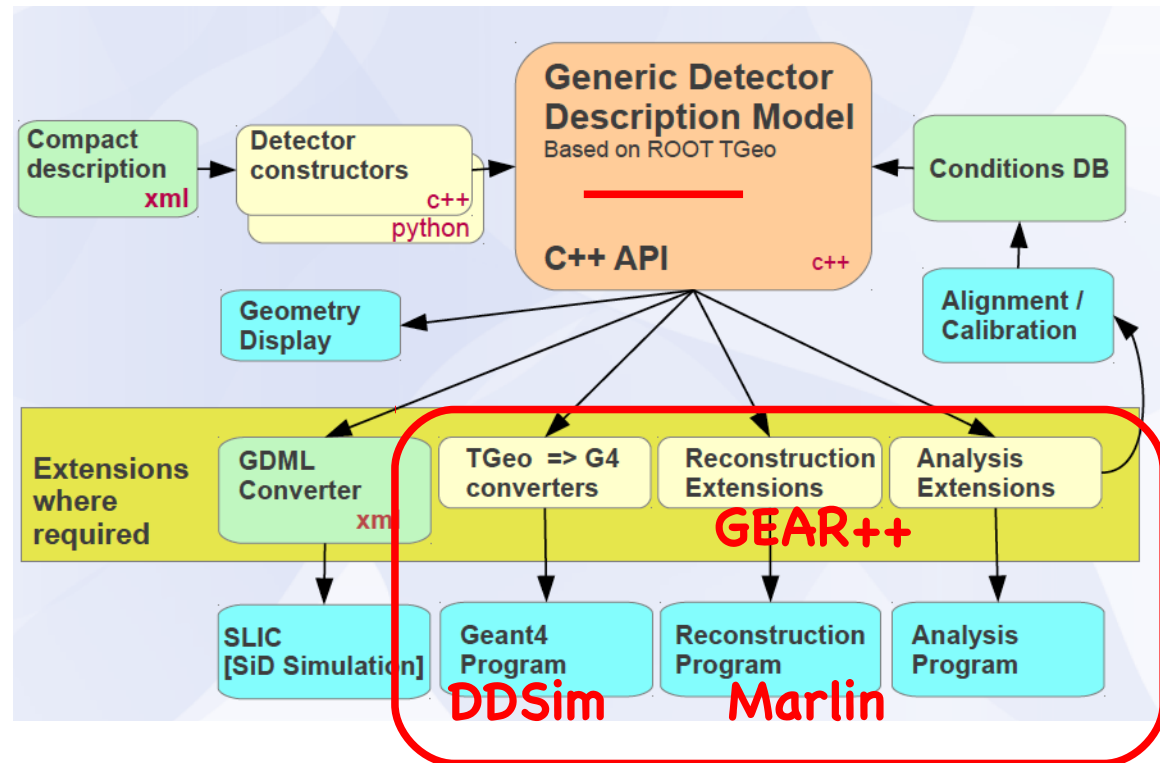 Generic Detector
Description Model
Based on ROOT TGeo
C++ API
c++
Compact
description
xml
Detector
constructors
c++
python
Conditions DB
Geometry
Display
Alignment /
Calibration
Extensions
where
required
GDML
Converter
xml
TGeo => G4
converters
Reconstruction
Extensions
GEAR++
Analysis
Extensions
SLIC
[SiD Simulation]
Geant4
Program
DDSim
Reconstruction
Program
Marlin
Analysis
Program